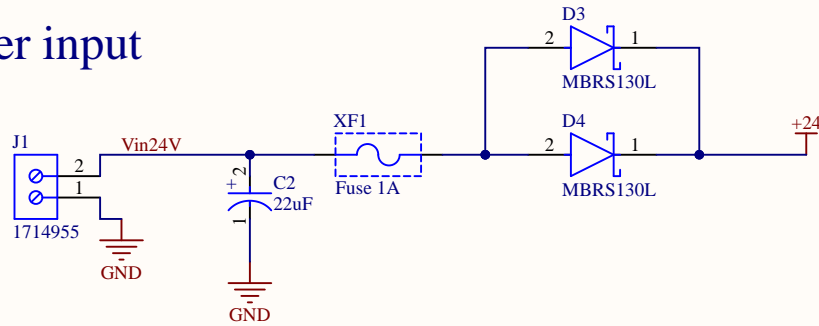 er input
D3
2
1
MBRS130L
J1
Vin24V
2
1
1714955
GND
+
2
C2
22uF
1
GND
XF1
Fuse 1A
D4
2
1
MBRS130L
+24